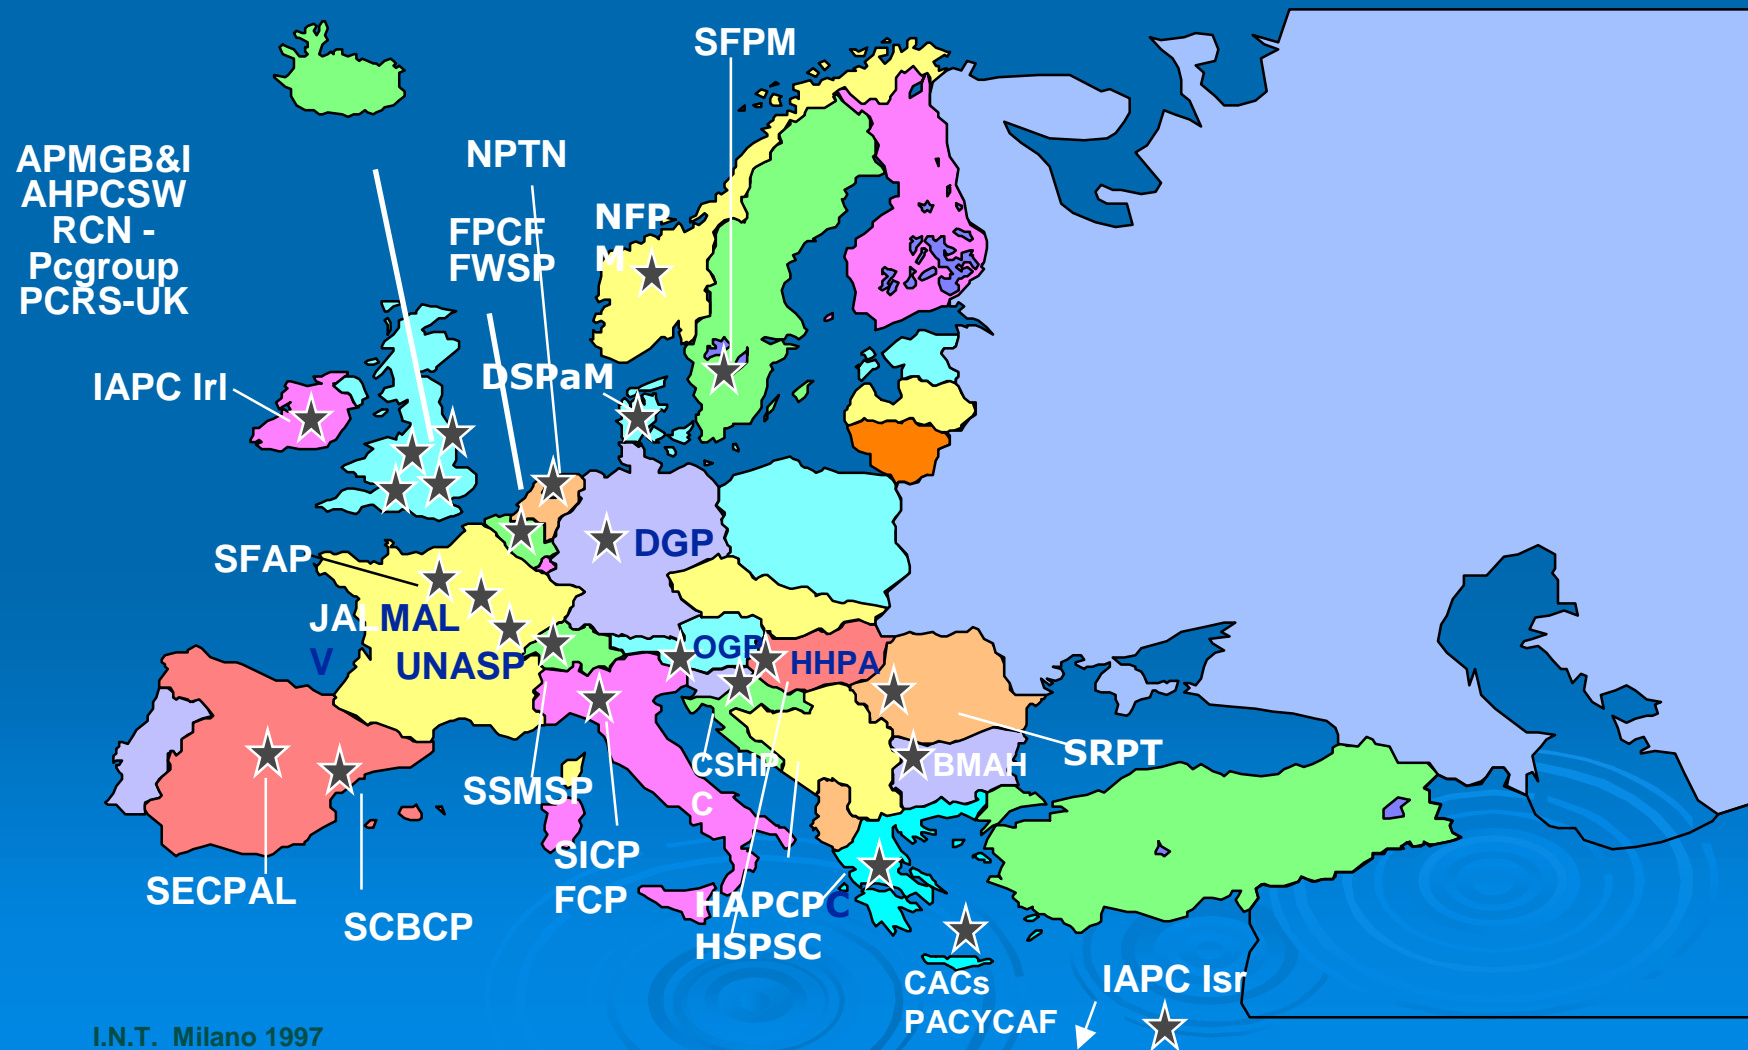 SFPM
APMGB&I
AHPCSW
RCN -
Pcgroup
PCRS-UK
NPTN
FPCF
FWSP
NFP
M
IAPC Irl
DSPaM
SFAP
DGP
JALMAL
V
UNASP
OGP
HHPA
CSHP
C
BMAH
SRPT
SSMSP
SICP
FCP
SECPAL
SCBCP
HAPCPC
HSPSC
CACs
PACYCAF
IAPC Isr
I.N.T. Milano 1997